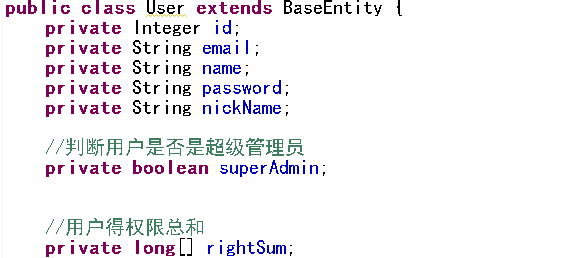 public class User extends BaseEntity {
private Integer id;
private String email;
private String name;
private String password;
private String nickName;
//判断用户是否是超级管理员
private boolean superAdmin;
//用户得权限总和
private long[] rightSum;